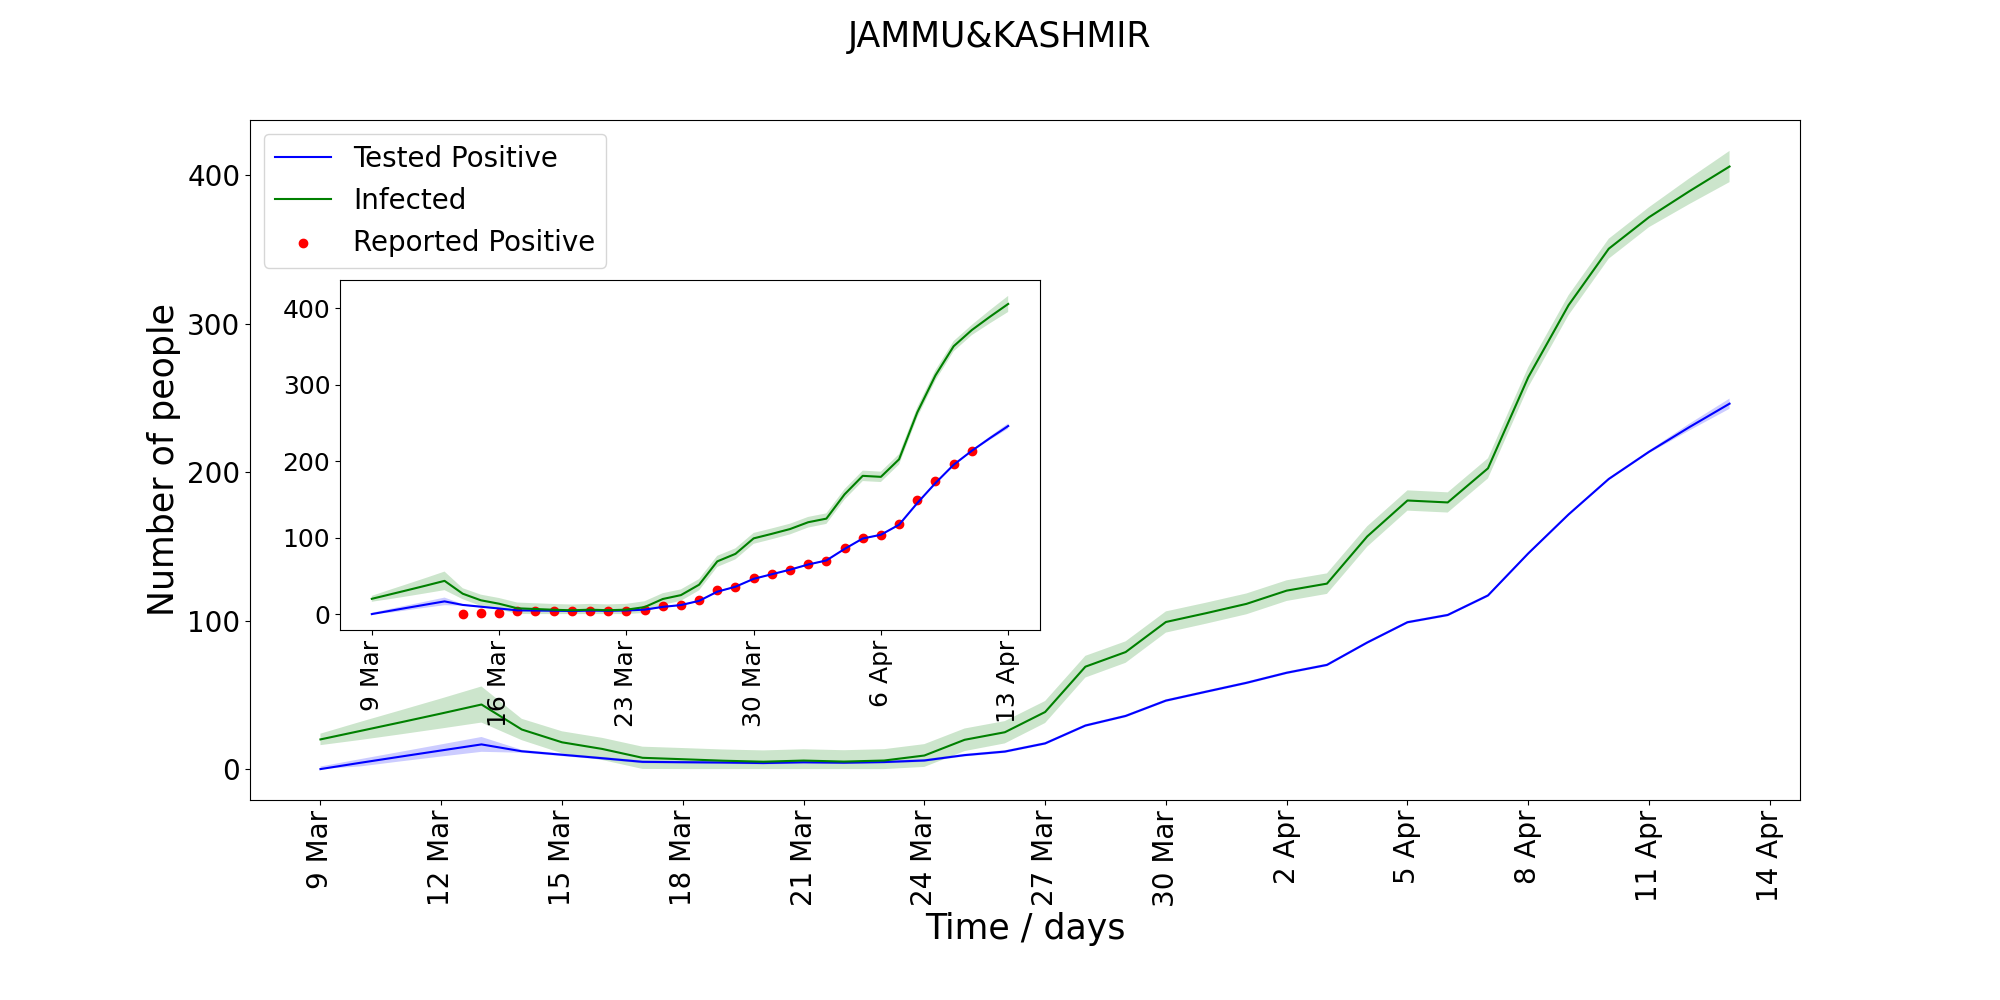 JAMMU&KASHMIR
Tested Positive
Infected
Reported Positive
Number of people
400
300
200
100
0
400
300
200
100
0
9 Mar
16 Mar
23 Mar
30 Mar
6 Apr
13 Apr
9 Mar
12 Mar
15 Mar
18 Mar
21 Mar
24 Mar
27 Mar
30 Mar
2 Apr
5 Apr
8 Apr
11 Apr
14 Apr
Time / days